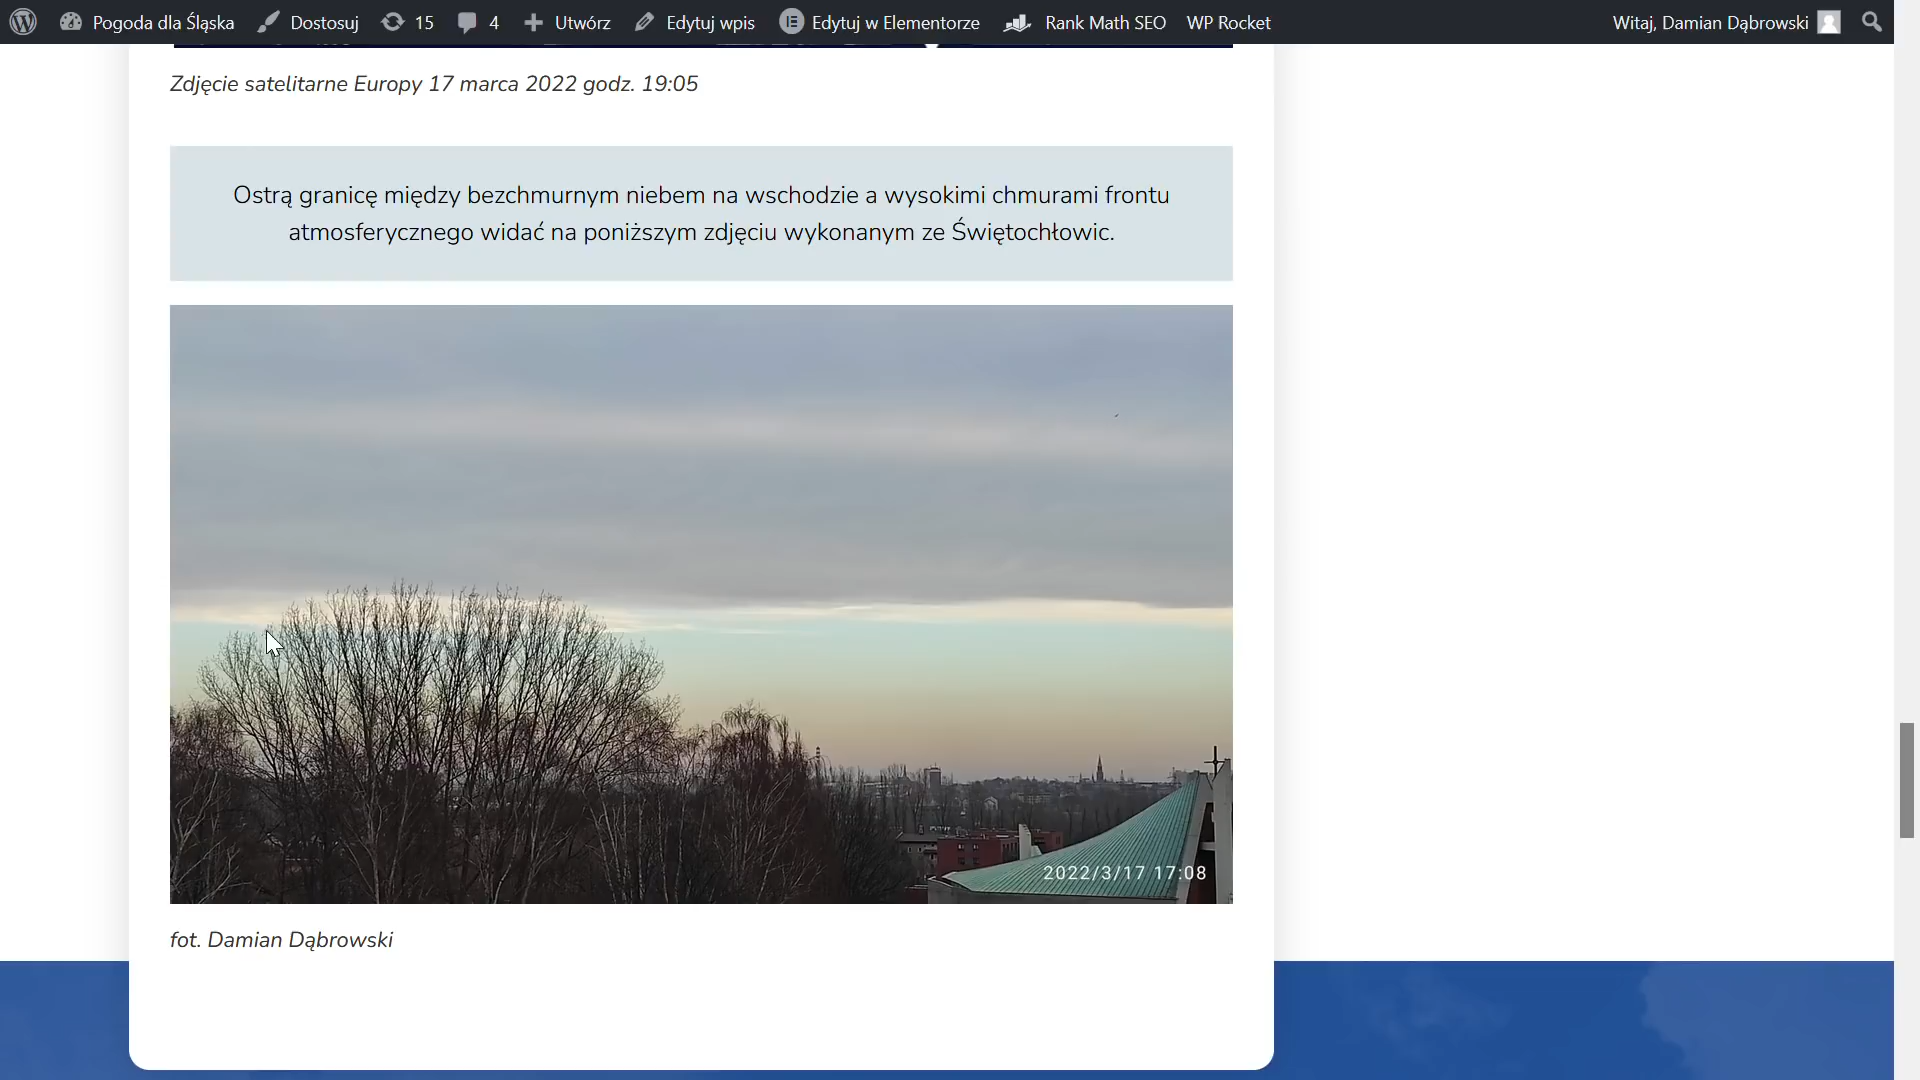 Pogoda dla Śląska Dostosuj 15 4 Utwórz Edytuj wpis Edytuj w Elementorze Rank Math SEO WP Rocket Witaj, Damian Dąbrowski
Zdjęcie satelitarne Europy 17 marca 2022 godz. 19:05
Ostrą granicę między bezchmurnym niebem na wschodzie a wysokimi chmurami frontu
atmosferycznego widać na poniższym zdjęciu wykonanym ze Świętochłowic.
2022/3/17 17:08
fot. Damian Dąbrowski